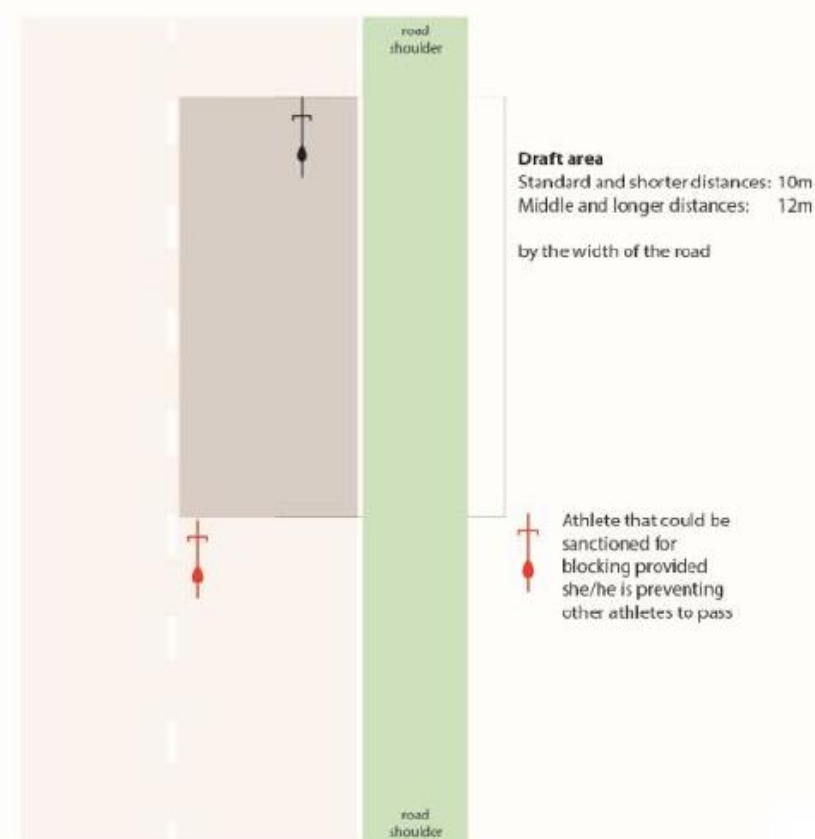 road
shoulder
Draft area
Standard and shorter distances: 10m
Middle and longer distances: 12m
by the width of the road
Athlete that could be
sanctioned for
blocking provided
she/he is preventing
other athletes to pass
road
shoulder